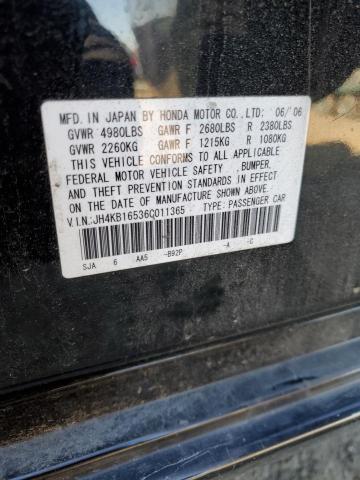 MFD. IN JAPAN BY HONDA MOTOR CO.,LTD: 06/'06
GVWR 4980LBS GAWR F 2680LBS R 2380LBS
GVWR 2260KG GAWR F 1215KG R 1080KG
THIS VEHICLE CONFORMS TO ALL APPLICABLE
FEDERAL MOTOR VEHICLE SAFETY, BUMPER,
AND THEFT PREVENTION STANDARDS IN EFFECT ON
THE DATE OF MANUFACTURE SHOWN ABOVE.
V.I.N.:JH4KB16536C011365 TYPE: PASSENGER CAR
SJA 6 AA5 -B92P -A -C